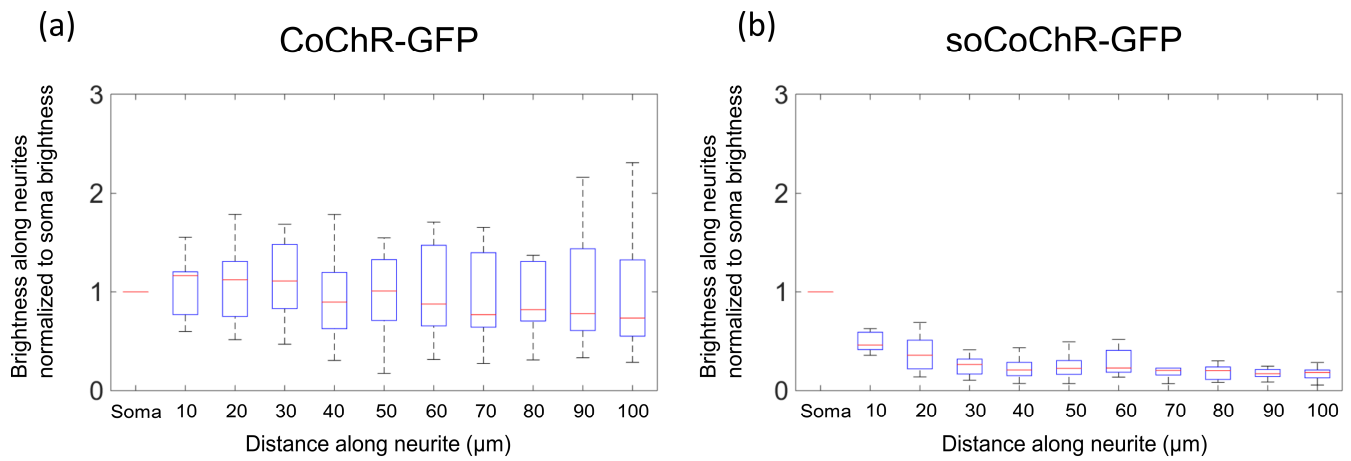 (a)
CoChR-GFP
Brightness along neurites
normalized to soma brightness
3
2
1
0
Soma 10 20 30 40 50 60 70 80 90 100
Distance along neurite (μm)
(b)
soCoChR-GFP
Brightness along neurites
normalized to soma brightness
3
2
1
0
Soma 10 20 30 40 50 60 70 80 90 100
Distance along neurite (μm)